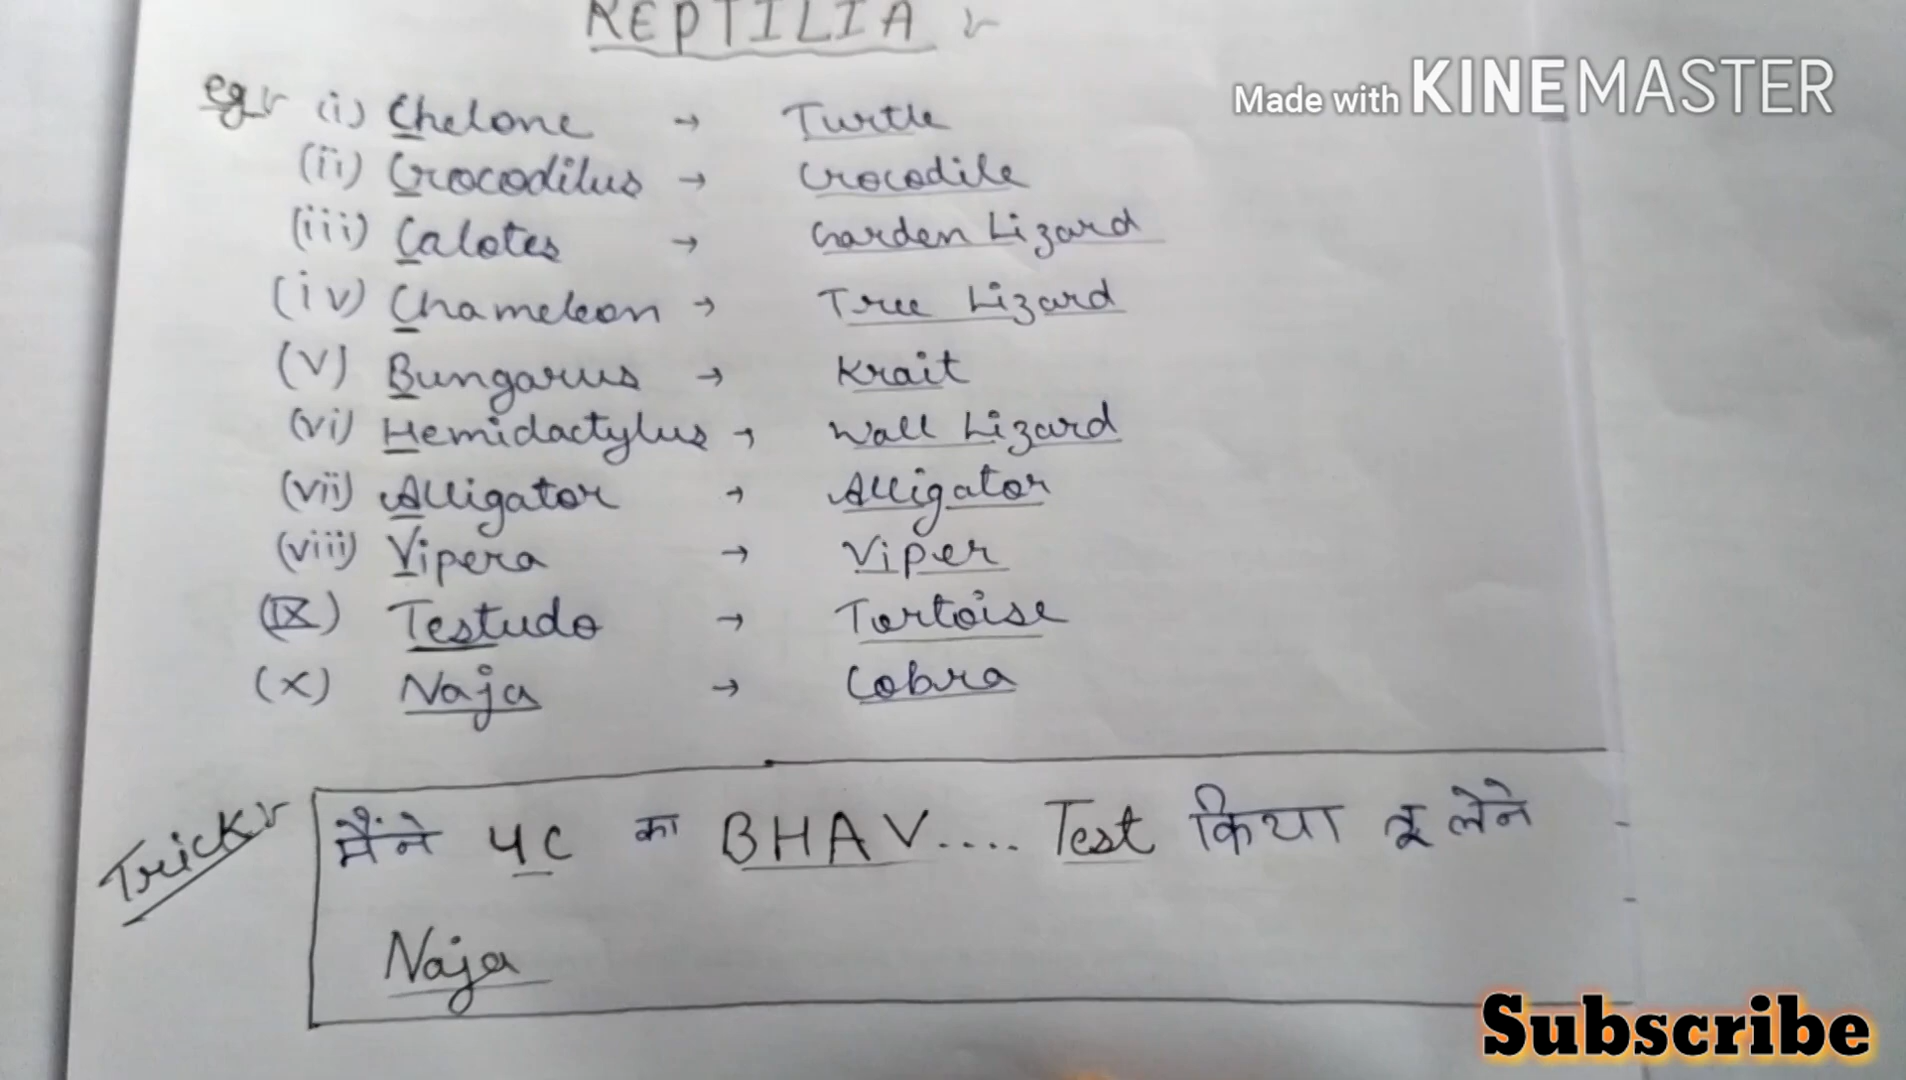 REPTILIA
Made with KINEMASTER
eg (i) Chelone → Turtle
(ii) Crocodilus → Crocodile
(iii) Calotes → Garden Lizard
(iv) Chameleon → Tree Lizard
(v) Bungarus → Krait
(vi) Hemidactylus → Wall Lizard
(vii) Alligator → Alligator
(viii) Vipera → Viper
(IX) Testudo → Tortoise
(x) Naja → Cobra
Trick
मैंने 4C का BHAV.... Test किया तू लेने
Naja
Subscribe